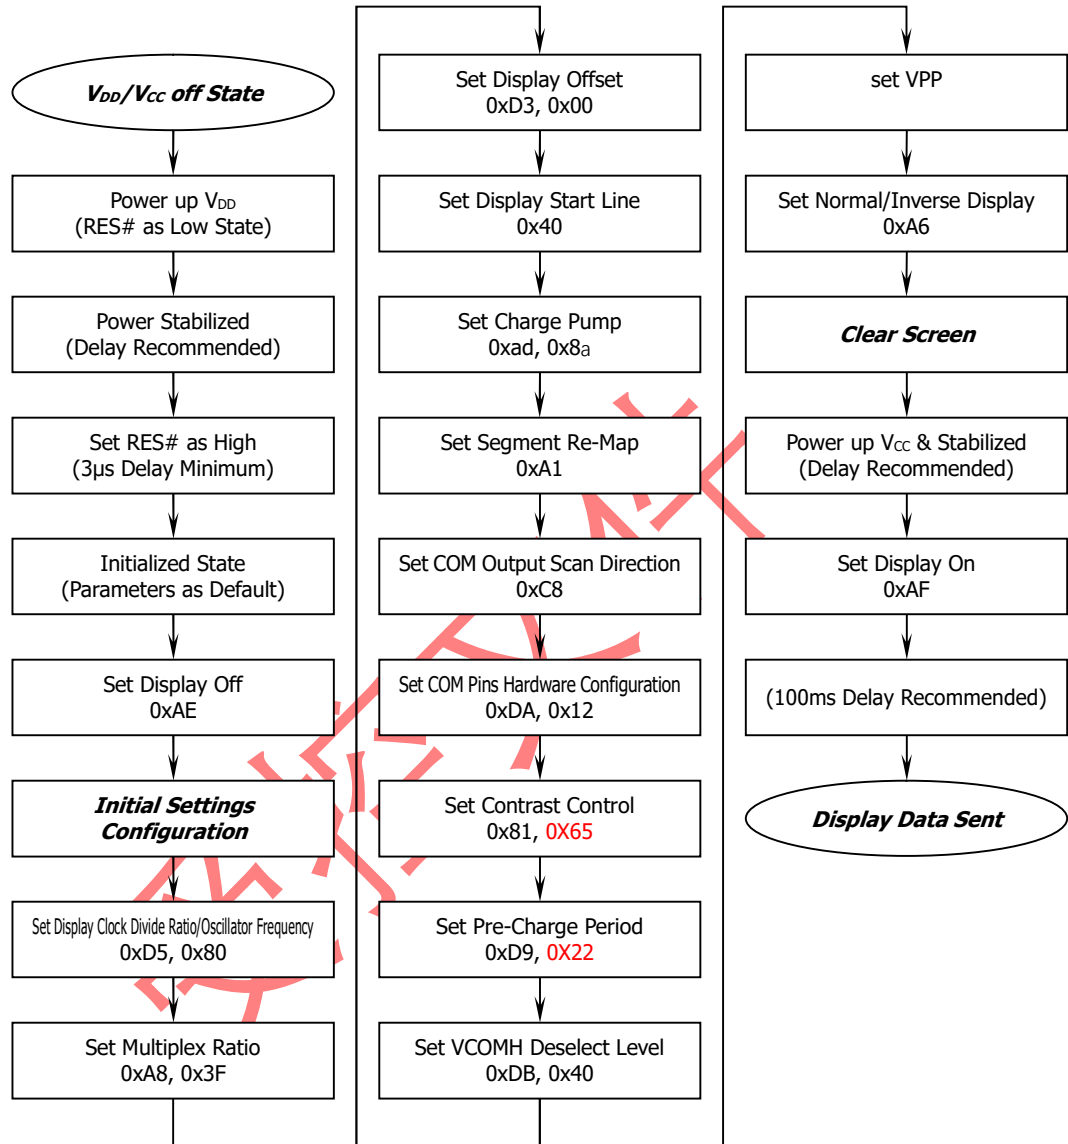 VDD/VCC off State
Power up VDD
(RES# as Low State)
Power Stabilized
(Delay Recommended)
Set RES# as High
(3μs Delay Minimum)
Initialized State
(Parameters as Default)
Set Display Off
0xAE
Initial Settings
Configuration
Set Display Clock Divide Ratio/Oscillator Frequency
0xD5, 0x80
Set Multiplex Ratio
0xA8, 0x3F
Set Display Offset
0xD3, 0x00
Set Display Start Line
0x40
Set Charge Pump
0xad, 0x8a
Set Segment Re-Map
0xA1
Set COM Output Scan Direction
0xC8
Set COM Pins Hardware Configuration
0xDA, 0x12
Set Contrast Control
0x81, 0X65
Set Pre-Charge Period
0xD9, 0X22
Set VCOMH Deselect Level
0xDB, 0x40
set VPP
Set Normal/Inverse Display
0xA6
Clear Screen
Power up VCC & Stabilized
(Delay Recommended)
Set Display On
0xAF
(100ms Delay Recommended)
Display Data Sent